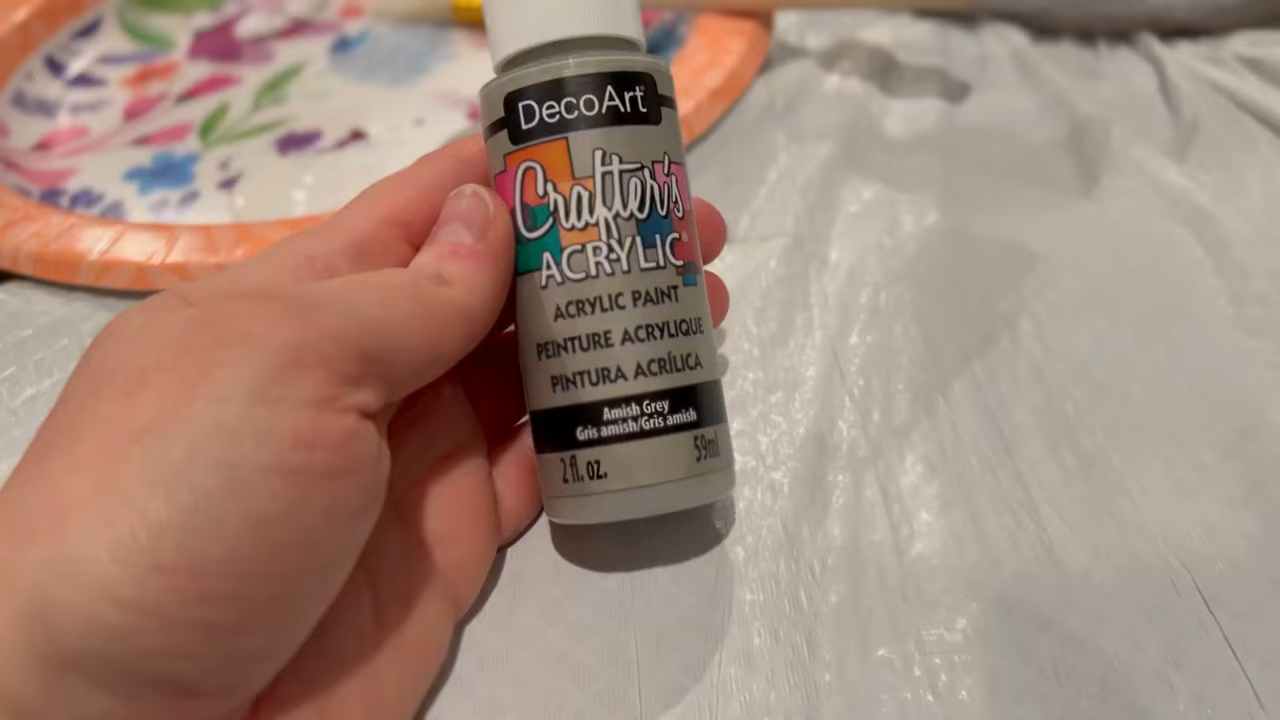 DecoArt®
Crafter's
ACRYLIC®
ACRYLIC PAINT
PEINTURE ACRYLIQUE
PINTURA ACRÍLICA
Amish Grey
Gris amish/Gris amish
2 fl. oz. 59ml